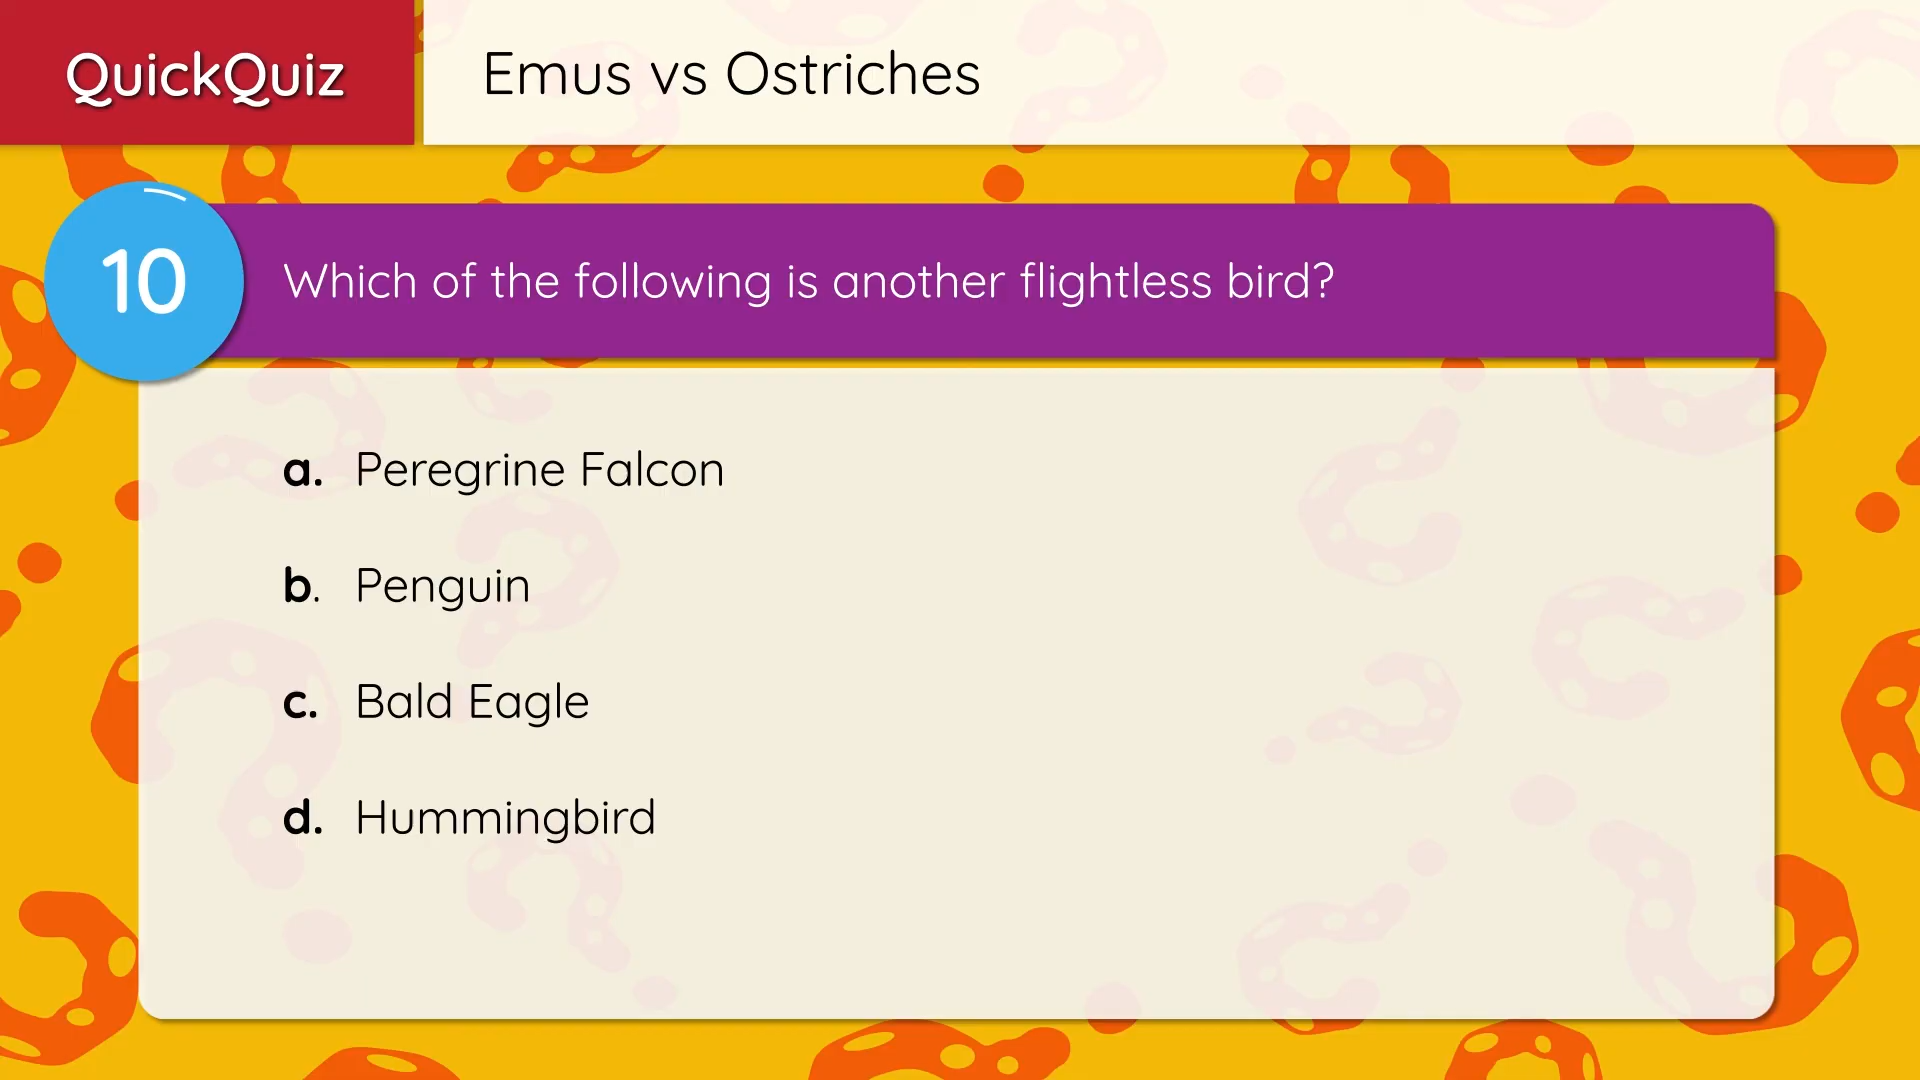 QuickQuiz
Emus vs Ostriches
10
Which of the following is another flightless bird?
a. Peregrine Falcon
b. Penguin
c. Bald Eagle
d. Hummingbird